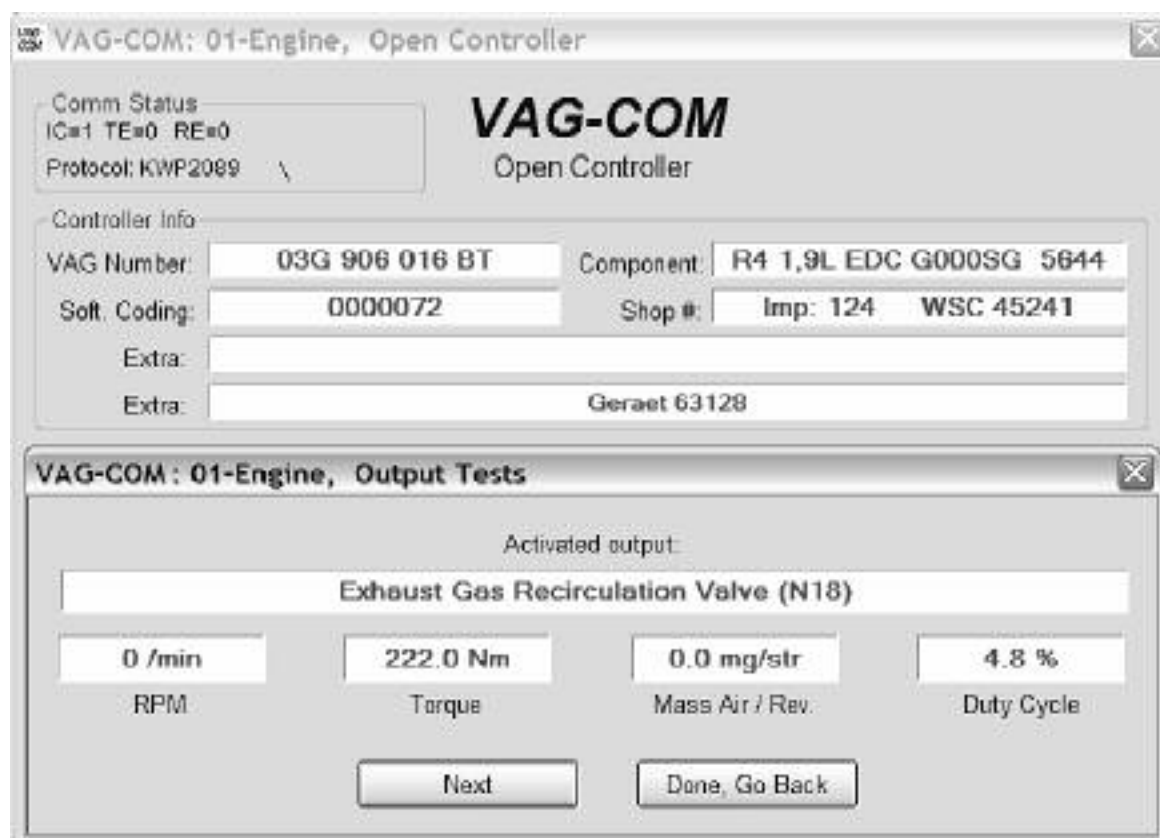 VAG-COM: 01-Engine, Open Controller
Comm Status
IC=1 TE=0 RE=0
Protocol: KWP2089 \
VAG-COM
Open Controller
Controller Info
VAG Number: 03G 906 016 BT Component: R4 1,9L EDC G000SG 5644
Soft. Coding: 0000072 Shop #: Imp: 124 WSC 45241
Extra:
Extra: Geraet 63128
VAG-COM: 01-Engine, Output Tests
Activated output:
Exhaust Gas Recirculation Valve (N18)
0 /min 222.0 Nm 0.0 mg/str 4.8 %
RPM Torque Mass Air / Rev. Duty Cycle
Next Done, Go Back